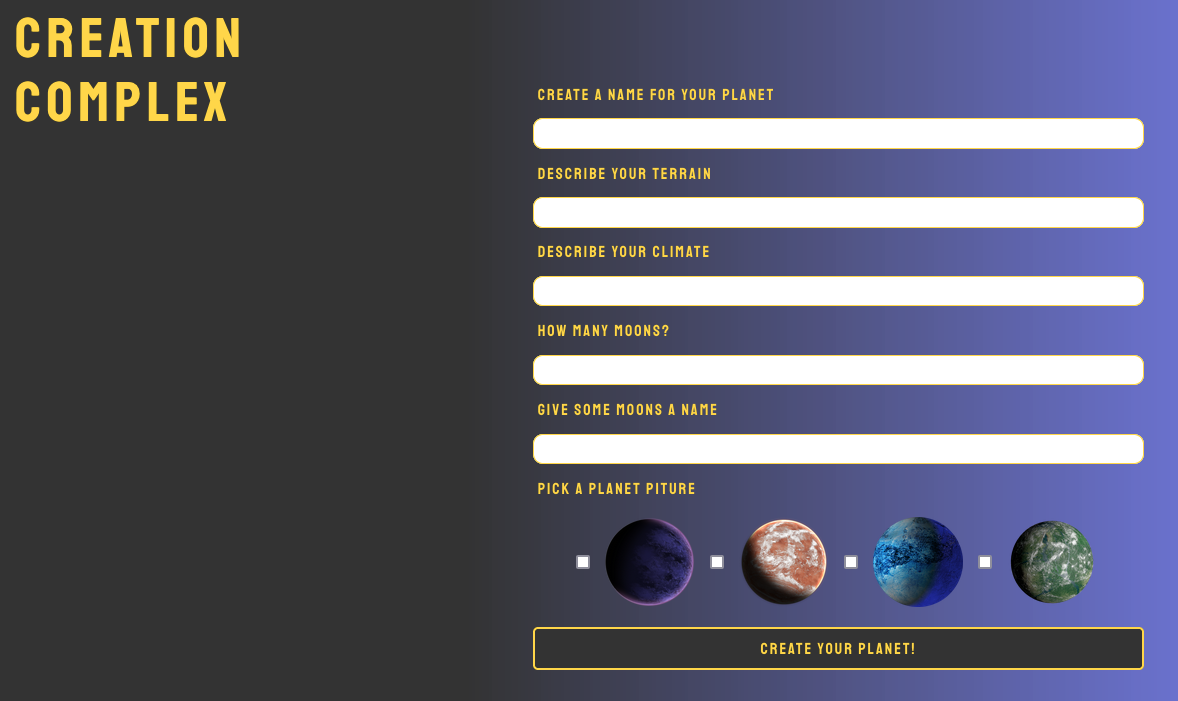 CREATION
COMPLEX
CREATE A NAME FOR YOUR PLANET
DESCRIBE YOUR TERRAIN
DESCRIBE YOUR CLIMATE
HOW MANY MOONS?
GIVE SOME MOONS A NAME
PICK A PLANET PITURE
CREATE YOUR PLANET!